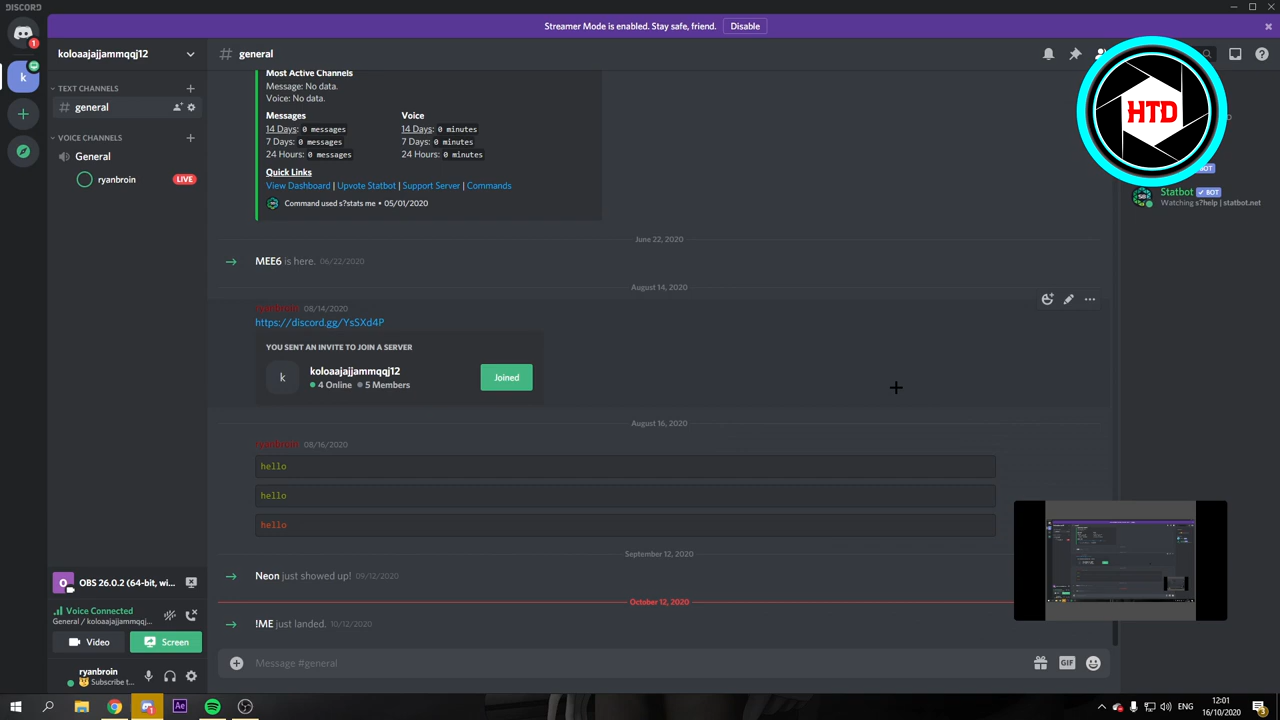 DISCORD
Streamer Mode is enabled. Stay safe, friend.
Disable
1
koloaajajjammqqj12
k
TEXT CHANNELS
# general
VOICE CHANNELS
General
ryanbroin
LIVE
# general
Most Active Channels
Message: No data.
Voice: No data.
Messages
14 Days: 0 messages
7 Days: 0 messages
24 Hours: 0 messages
Voice
14 Days: 0 minutes
7 Days: 0 minutes
24 Hours: 0 minutes
Quick Links
View Dashboard | Upvote Statbot | Support Server | Commands
Command used s?stats me • 05/01/2020
June 22, 2020
MEE6 is here. 06/22/2020
August 14, 2020
ryanbroin 08/14/2020
https://discord.gg/YsSXd4P
YOU SENT AN INVITE TO JOIN A SERVER
k
koloaajajjammqqj12
4 Online 5 Members
Joined
August 16, 2020
ryanbroin 08/16/2020
hello
hello
hello
September 12, 2020
Neon just showed up! 09/12/2020
October 12, 2020
!ME just landed. 10/12/2020
Message #general
GIF
HTD
BOT
Statbot BOT
Watching s?help | statbot.net
OBS 26.0.2 (64-bit, wi...
Voice Connected
General / koloaajajjammqqj...
Video
Screen
ryanbroin
Subscribe t...
Ae
ENG
12:01
16/10/2020
3